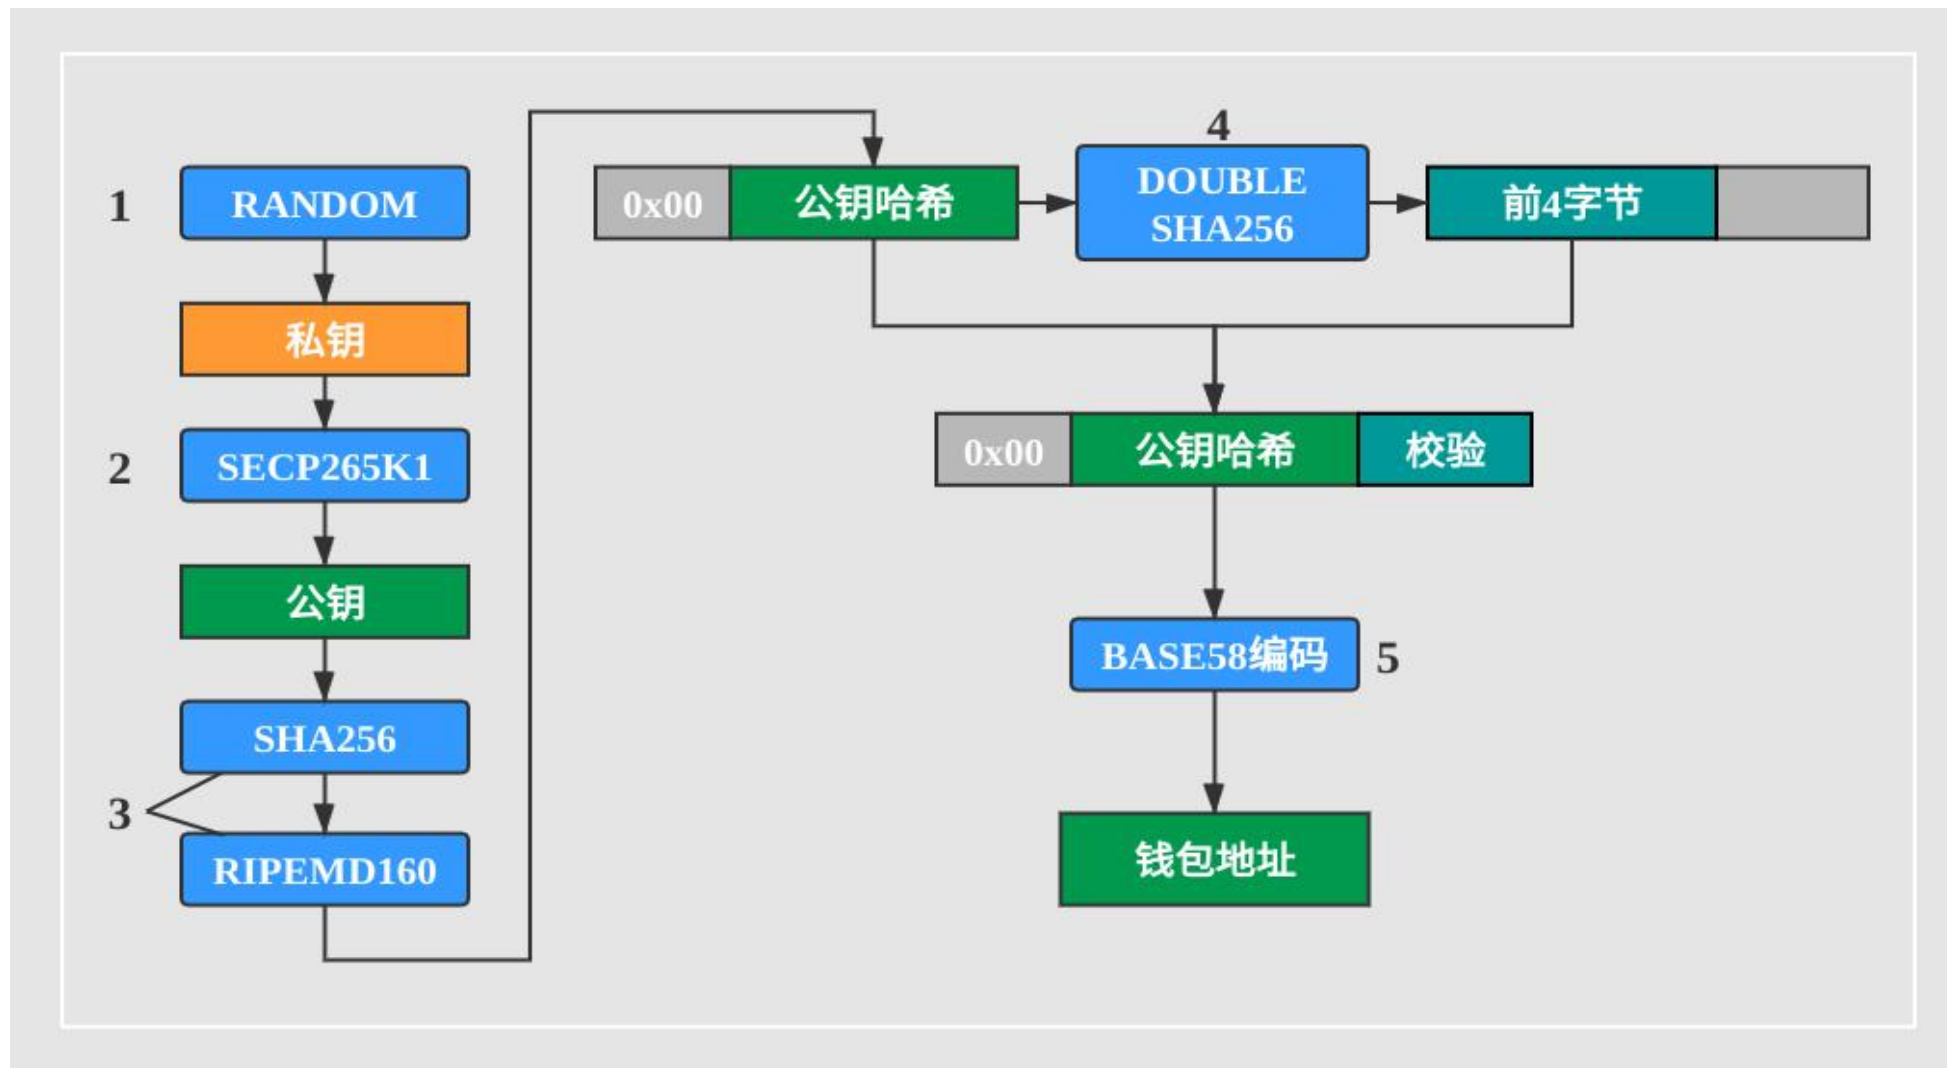 1
RANDOM
私钥
2
SECP265K1
公钥
SHA256
3
RIPEMD160
0x00
公钥哈希
4
DOUBLE
SHA256
前4字节
0x00
公钥哈希
校验
BASE58编码
5
钱包地址